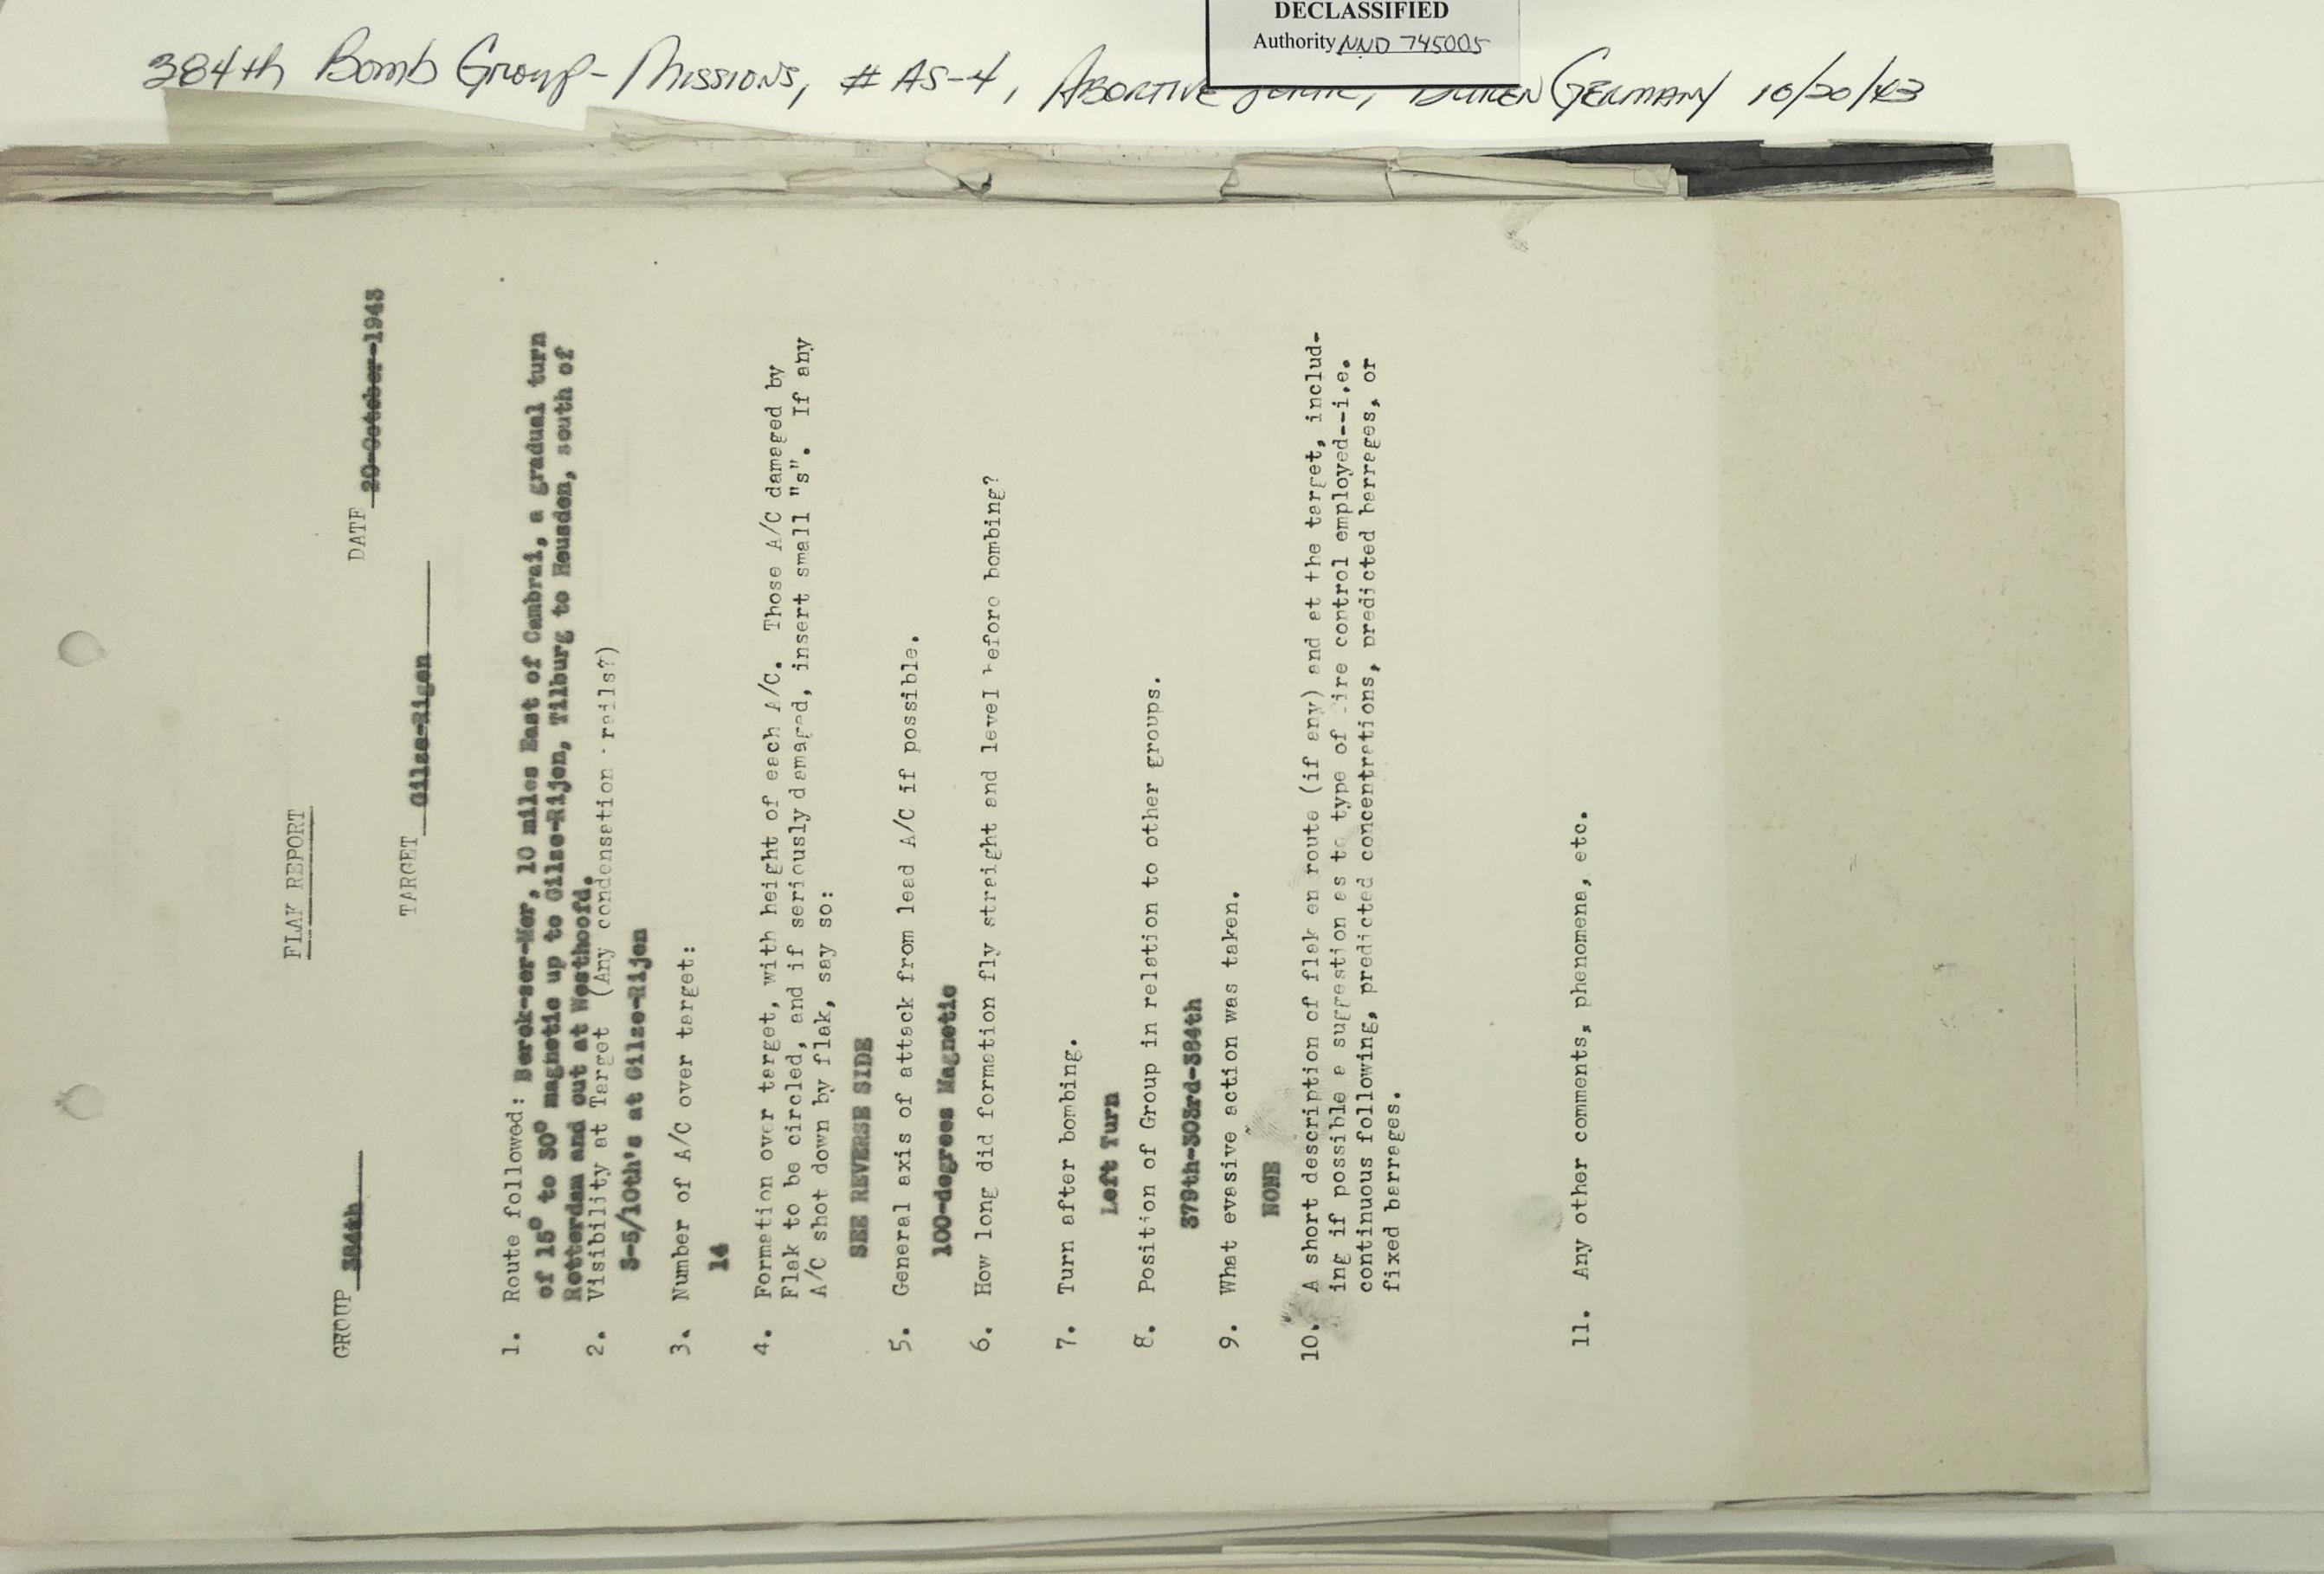 DECLASSIFIED
Authority NND 745005
384th Bomb Group - Missions, # AS-4, Abortive Germany 10/20/43
FLAK REPORT
GROUP 384th DATE 20-October-1943
TARGET Gilze-Rigen
1. Route followed: Berck-ser-Mer, 10 miles East of Cambrai, a gradual turn
of 15° to 30° magnetic up to Gilze-Rijen, Tilburg to Heusden, south of
Rotterdam and out at Westhoofd.
2. Visibility at Target (Any condensation rails?)
3-5/10th's at Gilze-Rijen
3. Number of A/C over target:
14
4. Formation over target, with height of each A/C. Those A/C damaged by
Flak to be circled, and if seriously damaged, insert small "s". If any
A/C shot down by flak, say so:
SEE REVERSE SIDE
5. General axis of attack from lead A/C if possible.
100-degrees Magnetic
6. How long did formation fly straight and level before bombing?
7. Turn after bombing.
Left Turn
8. Position of Group in relation to other groups.
379th-303rd-384th
9. What evasive action was taken.
NONE
10. A short description of flak en route (if any) and at the target, includ-
ing if possible a suggestion as to type of fire control employed--i.e.
continuous following, predicted concentrations, predicted barrages, or
fixed barrages.
11. Any other comments, phenomena, etc.